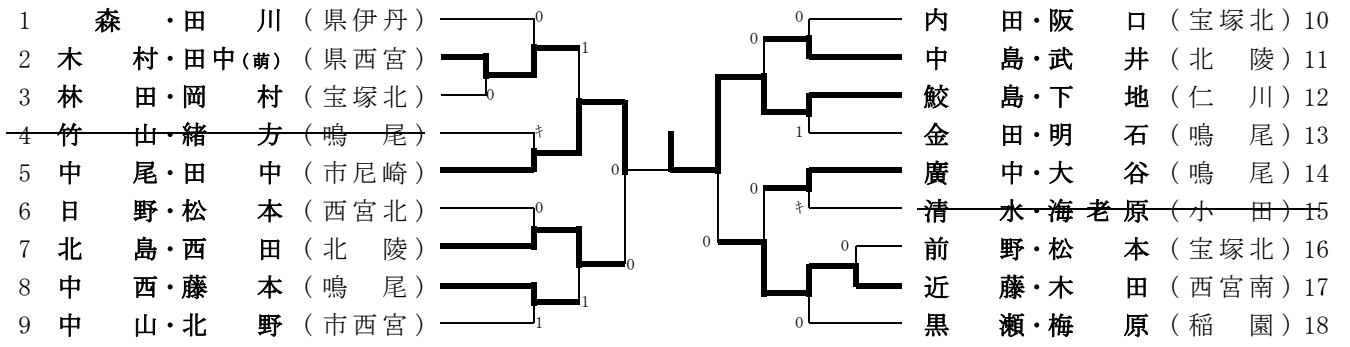 1 森・田川（県伊丹） 0
0 内田・阪口（宝塚北）10
2 木村・田中(萌)（県西宮） 1
0 中島・武井（北陵）11
3 林田・岡村（宝塚北） 0
鮫島・下地（仁川）12
4 竹山・緒方（鳴尾） キ
1 金田・明石（鳴尾）13
5 中尾・田中（市尼崎） 0
0 廣中・大谷（鳴尾）14
6 日野・松本（西宮北） 0
キ 清水・海老原（小田）15
7 北島・西田（北陵） 0
0 0 前野・松本（宝塚北）16
8 中西・藤本（鳴尾） 1
近藤・木田（西宮南）17
9 中山・北野（市西宮） 1
0 黒瀬・梅原（稲園）18